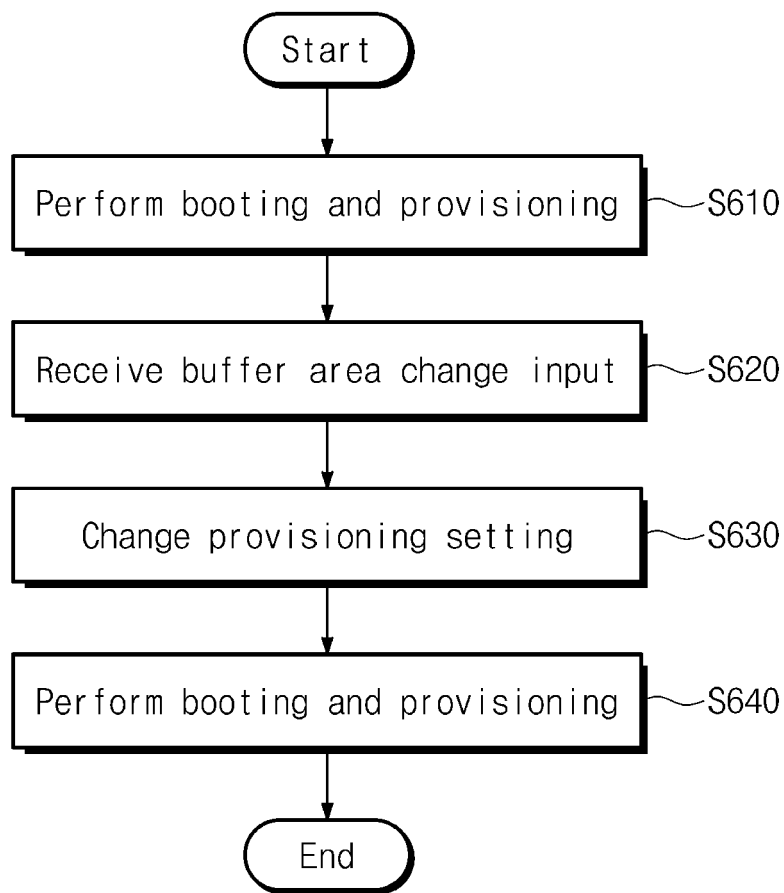 Start
Perform booting and provisioning
S610
Receive buffer area change input
S620
Change provisioning setting
S630
Perform booting and provisioning
S640
End